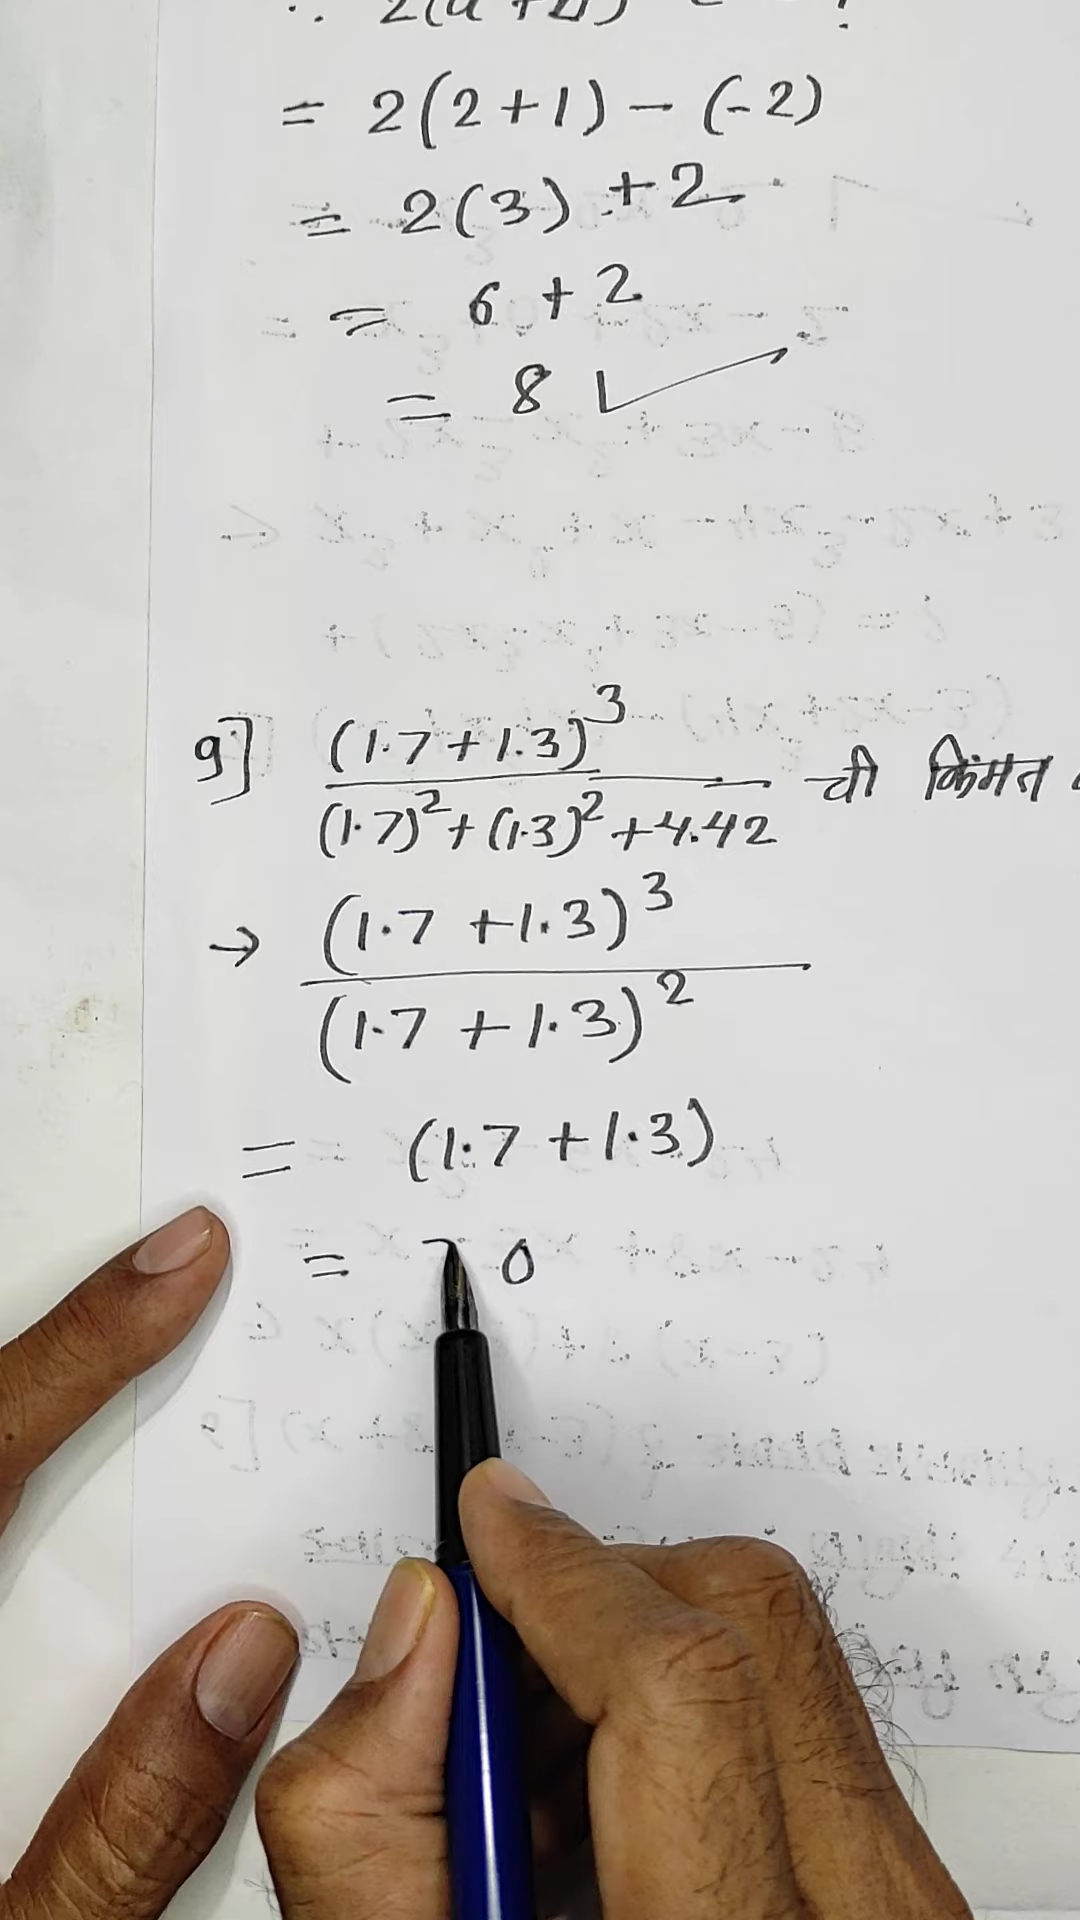 = 2(2+1) - (-2)
= 2(3) + 2
= 6 + 2
= 8 ✓
9] (1.7+1.3)^3 / (1.7)^2+(1.3)^2+4.42 ची किंमत
→ (1.7 +1.3)^3 / (1.7 + 1.3)^2
= (1.7 + 1.3)
= 0